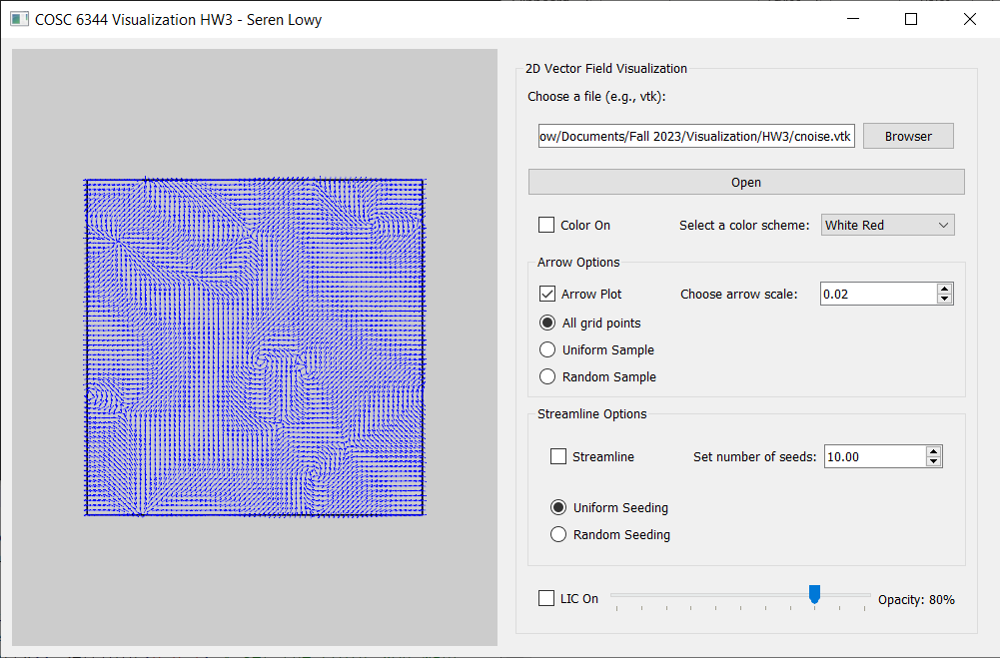 COSC 6344 Visualization HW3 - Seren Lowy
2D Vector Field Visualization
Choose a file (e.g., vtk):
ow/Documents/Fall 2023/Visualization/HW3/cnoise.vtk Browser
Open
Color On Select a color scheme: White Red
Arrow Options
Arrow Plot Choose arrow scale: 0.02
All grid points
Uniform Sample
Random Sample
Streamline Options
Streamline Set number of seeds: 10.00
Uniform Seeding
Random Seeding
LIC On Opacity: 80%